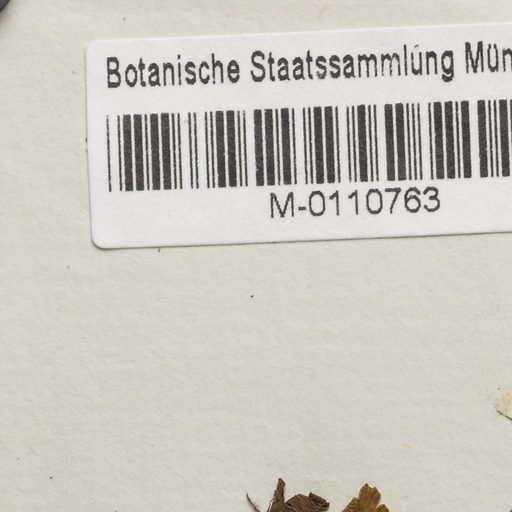 Botanische Staatssammlung Mün
M-0110763